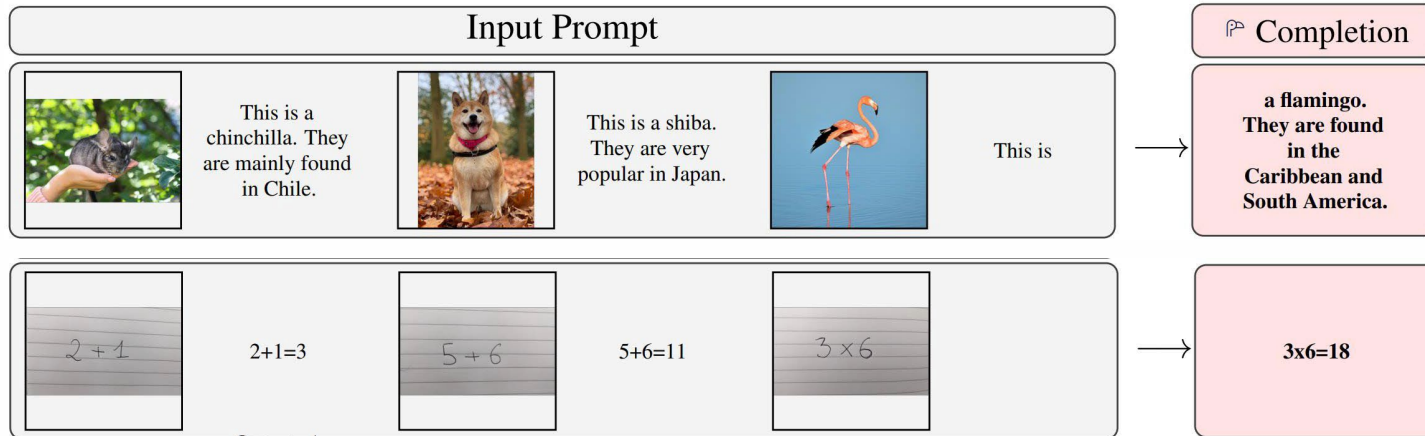 Input Prompt
Completion
This is a
chinchilla. They
are mainly found
in Chile.
This is a shiba.
They are very
popular in Japan.
This is
a flamingo.
They are found
in the
Caribbean and
South America.
2+1
2+1=3
5+6
5+6=11
3x6
3x6=18